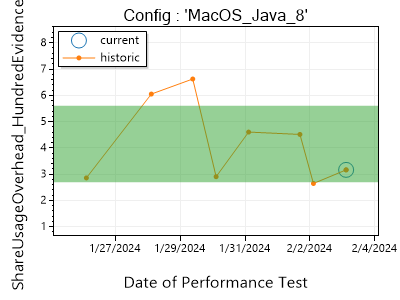 Config : 'MacOS_Java_8'
ShareUsageOverhead_HundredEvidence
current
historic
8
7
6
5
4
3
2
1
1/27/2024
1/29/2024
1/31/2024
2/2/2024
2/4/2024
Date of Performance Test